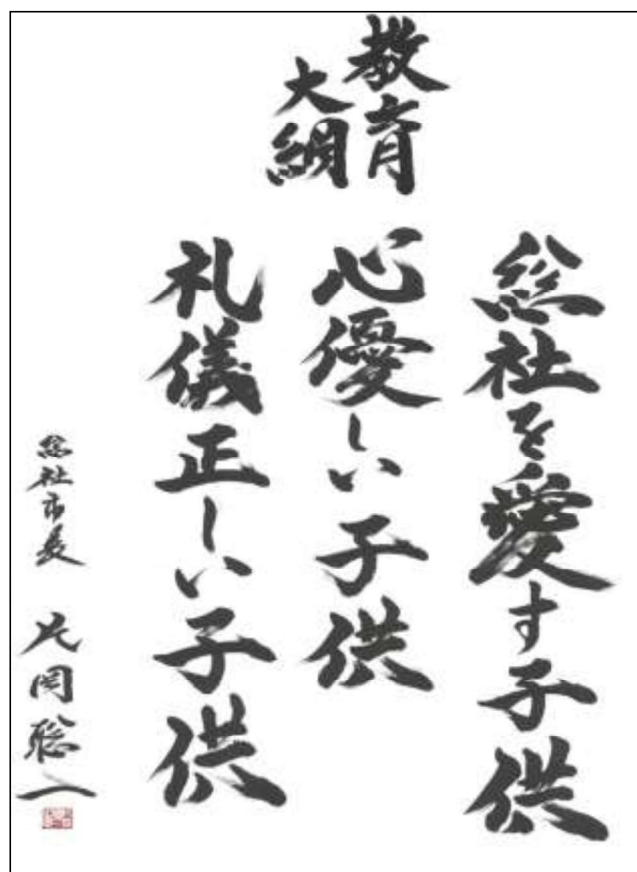 教育
大綱
総社を愛す子供
心優しい子供
礼儀正しい子供
総社市長 片岡聡一